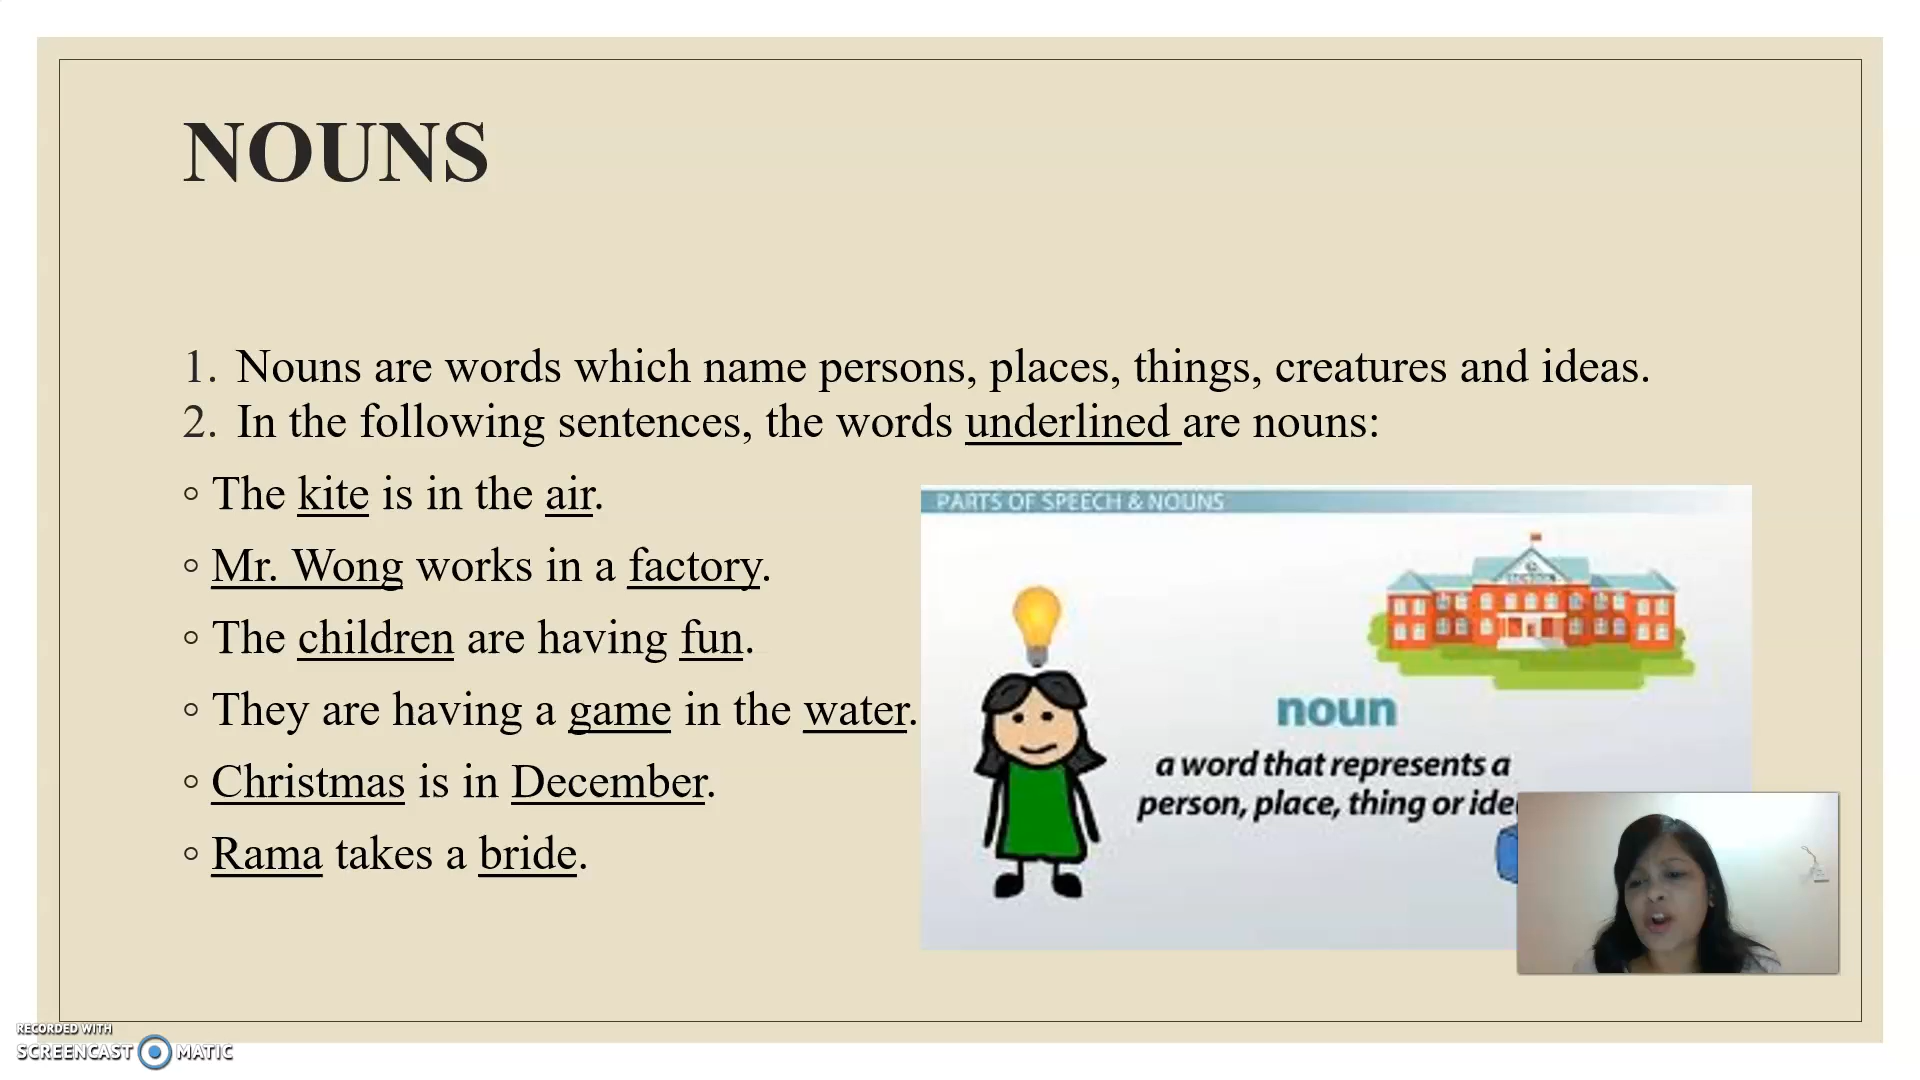 NOUNS
1. Nouns are words which name persons, places, things, creatures and ideas.
2. In the following sentences, the words underlined are nouns:
◦ The kite is in the air.
◦ Mr. Wong works in a factory.
◦ The children are having fun.
◦ They are having a game in the water.
◦ Christmas is in December.
◦ Rama takes a bride.
PARTS OF SPEECH & NOUNS
noun
a word that represents a
person, place, thing or ide
RECORDED WITH
SCREENCAST MATIC